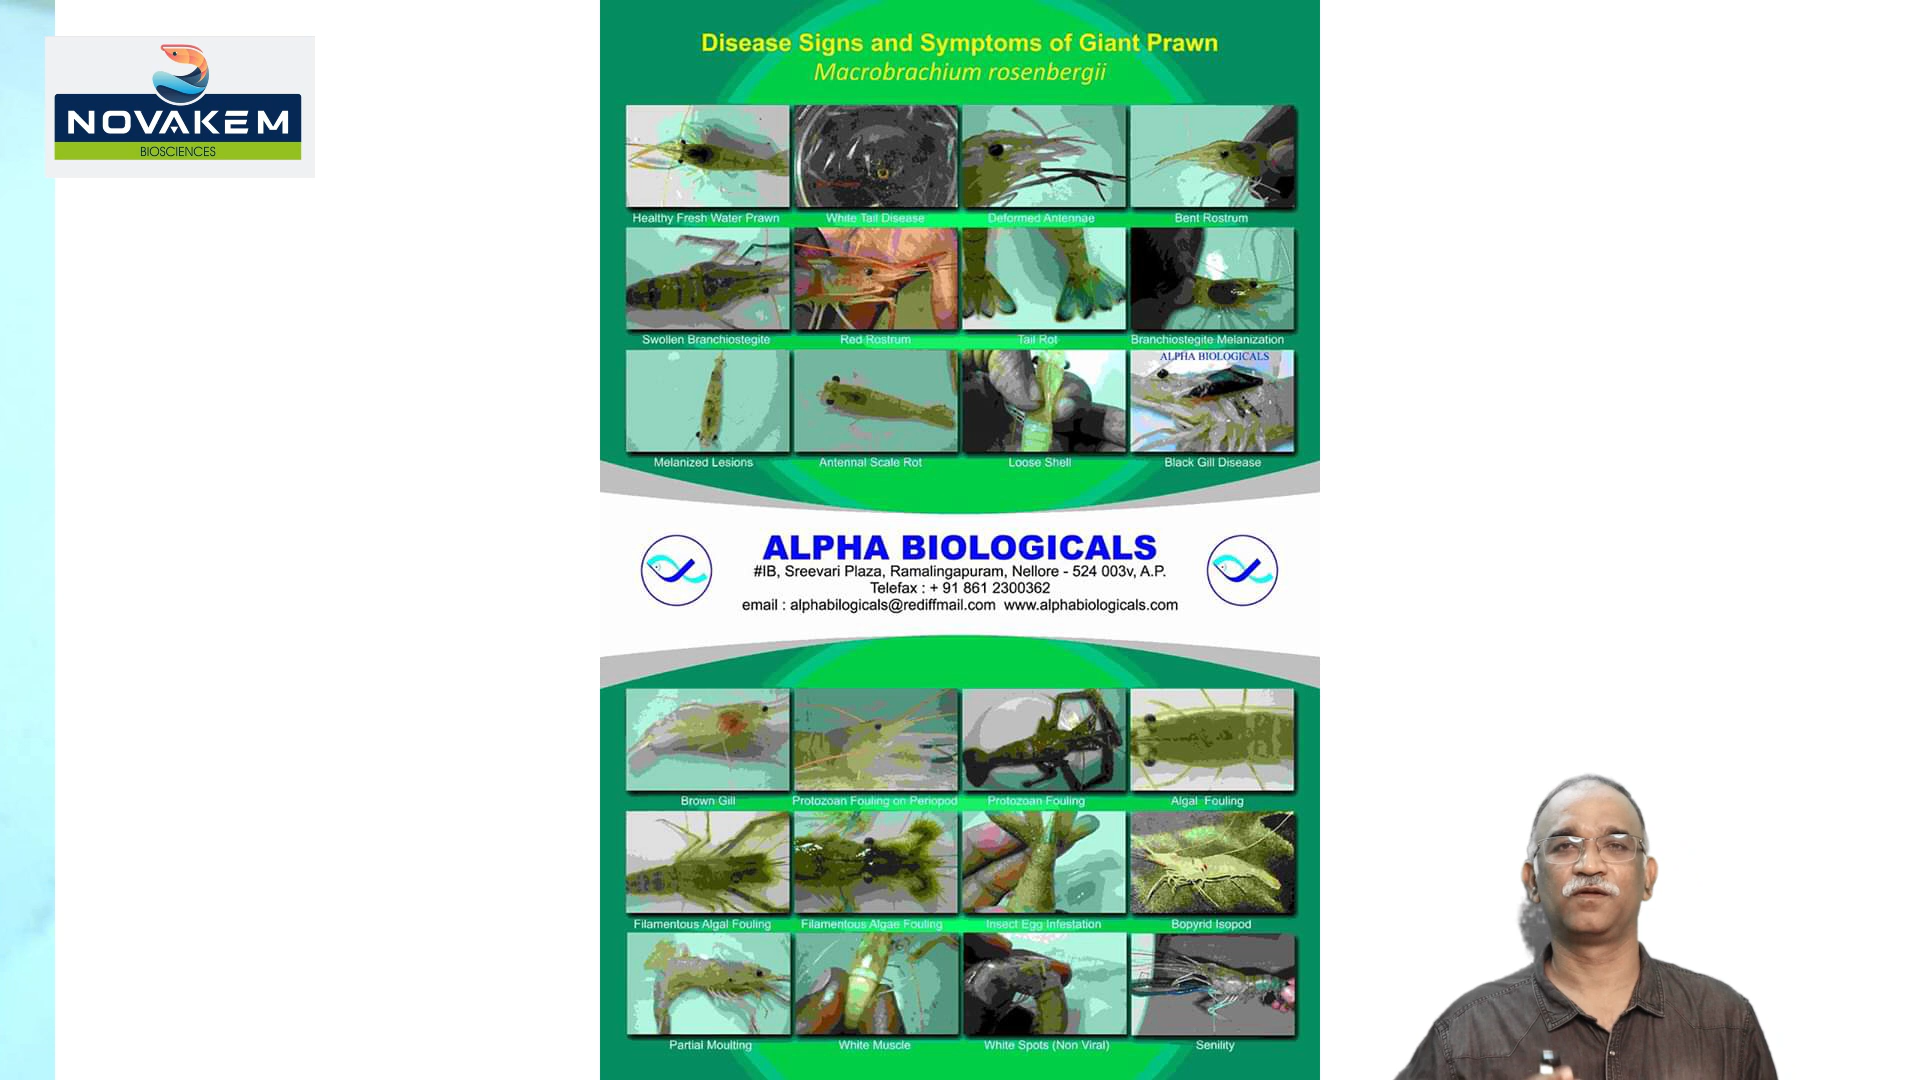 NOVAKEM
BIOSCIENCES
Disease Signs and Symptoms of Giant Prawn
Macrobrachium rosenbergii
Healthy Fresh Water Prawn
White Tail Disease
Deformed Antennae
Bent Rostrum
Swollen Branchiostegite
Red Rostrum
Tail Rot
Branchiostegite Melanization
ALPHA BIOLOGICALS
Melanized Lesions
Antennal Scale Rot
Loose Shell
Black Gill Disease
ALPHA BIOLOGICALS
#IB, Sreevari Plaza, Ramalingapuram, Nellore - 524 003v, A.P.
Telefax : + 91 861 2300362
email : alphabilogicals@rediffmail.com www.alphabiologicals.com
Brown Gill
Protozoan Fouling on Periopod
Protozoan Fouling
Algal Fouling
Filamentous Algal Fouling
Filamentous Algae Fouling
Insect Egg Infestation
Bopyrid Isopod
Partial Moulting
White Muscle
White Spots (Non Viral)
Senility